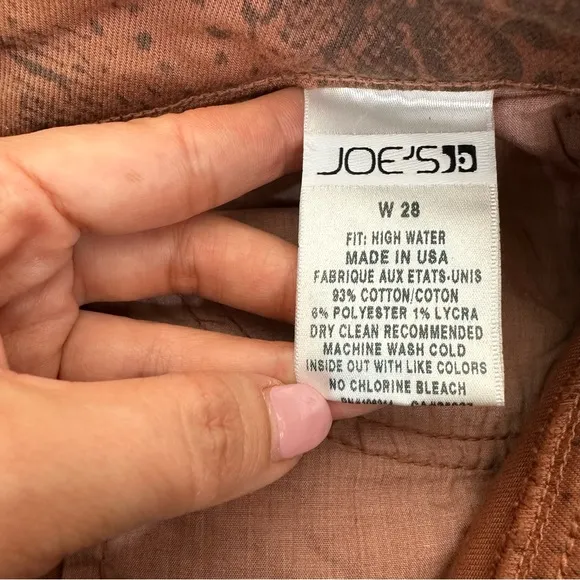 JOE'S
W 28
FIT: HIGH WATER
MADE IN USA
FABRIQUE AUX ETATS-UNIS
93% COTTON/COTON
6% POLYESTER 1% LYCRA
DRY CLEAN RECOMMENDED
MACHINE WASH COLD
INSIDE OUT WITH LIKE COLORS
NO CHLORINE BLEACH